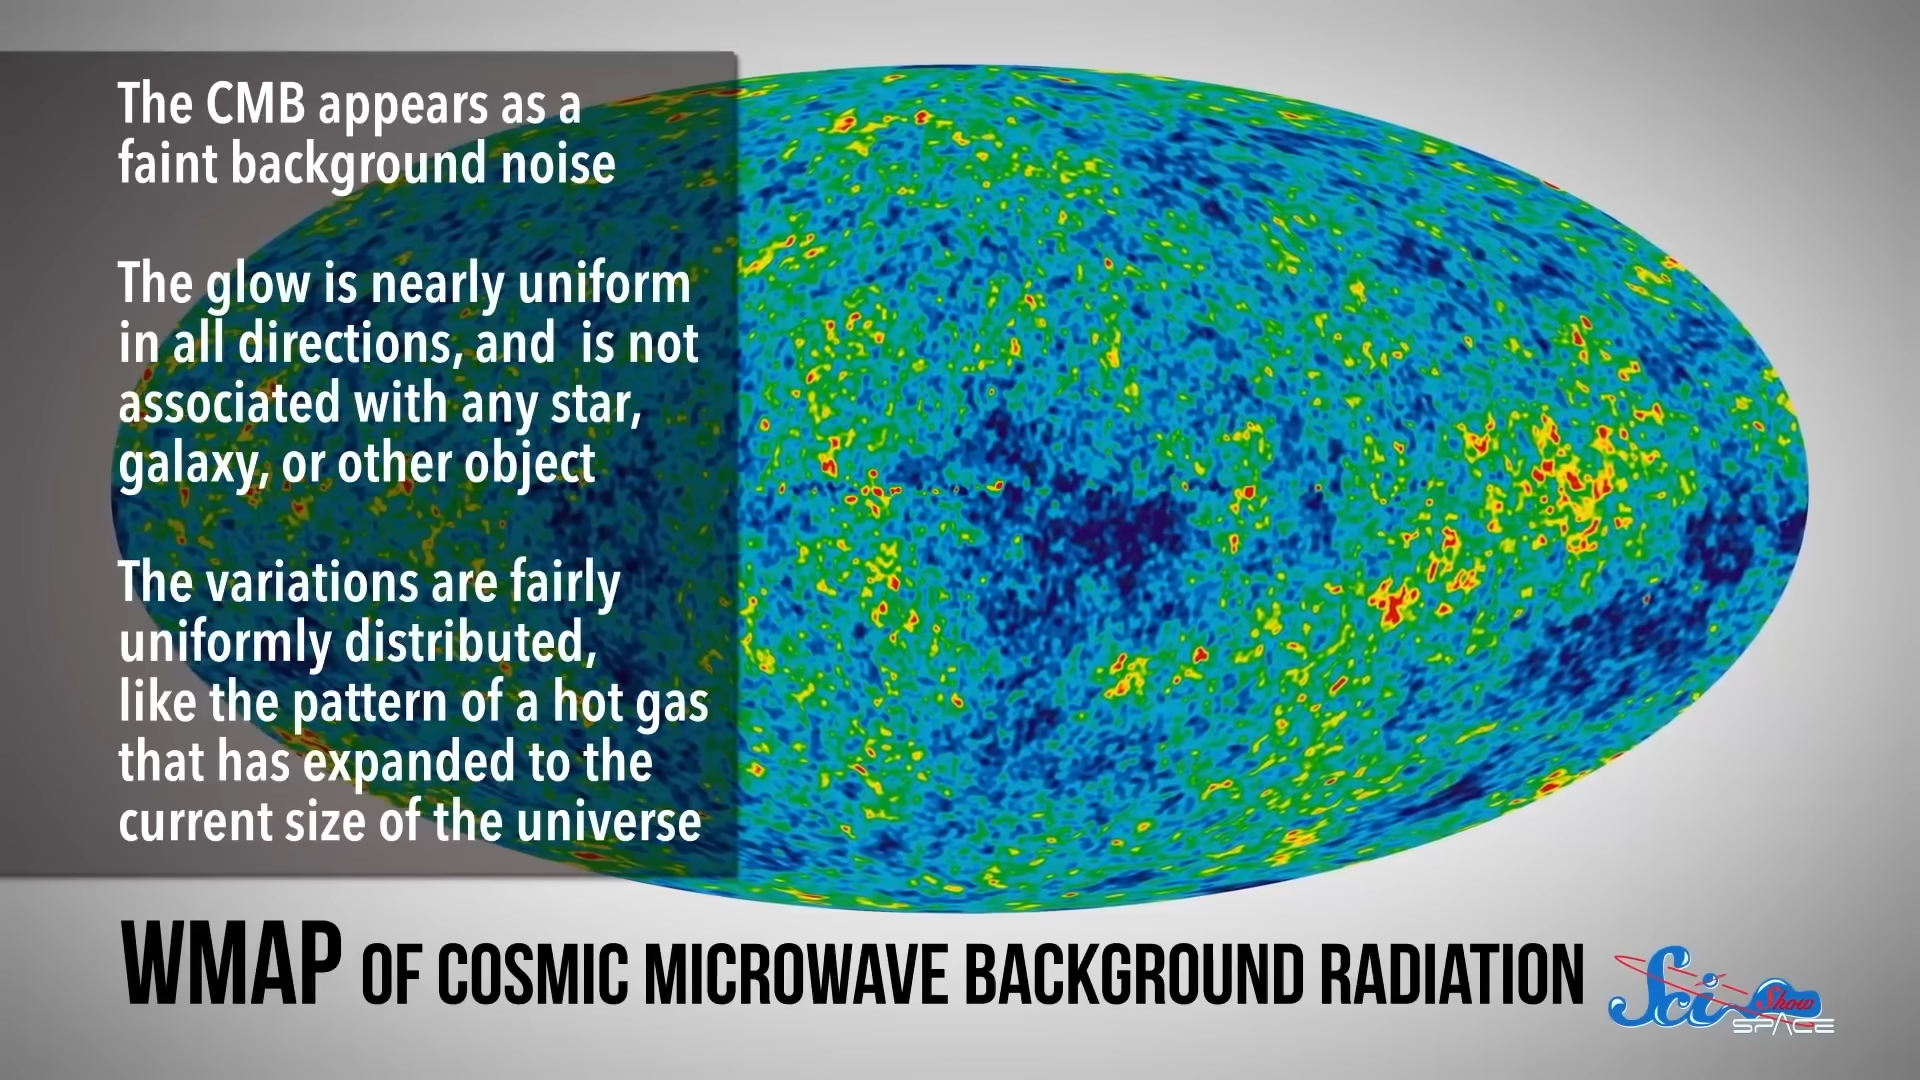 The CMB appears as a
faint background noise
The glow is nearly uniform
in all directions, and  is not
associated with any star,
galaxy, or other object
The variations are fairly
uniformly distributed,
like the pattern of a hot gas
that has expanded to the
current size of the universe
WMAP OF COSMIC MICROWAVE BACKGROUND RADIATION
Sci Show
SPACE